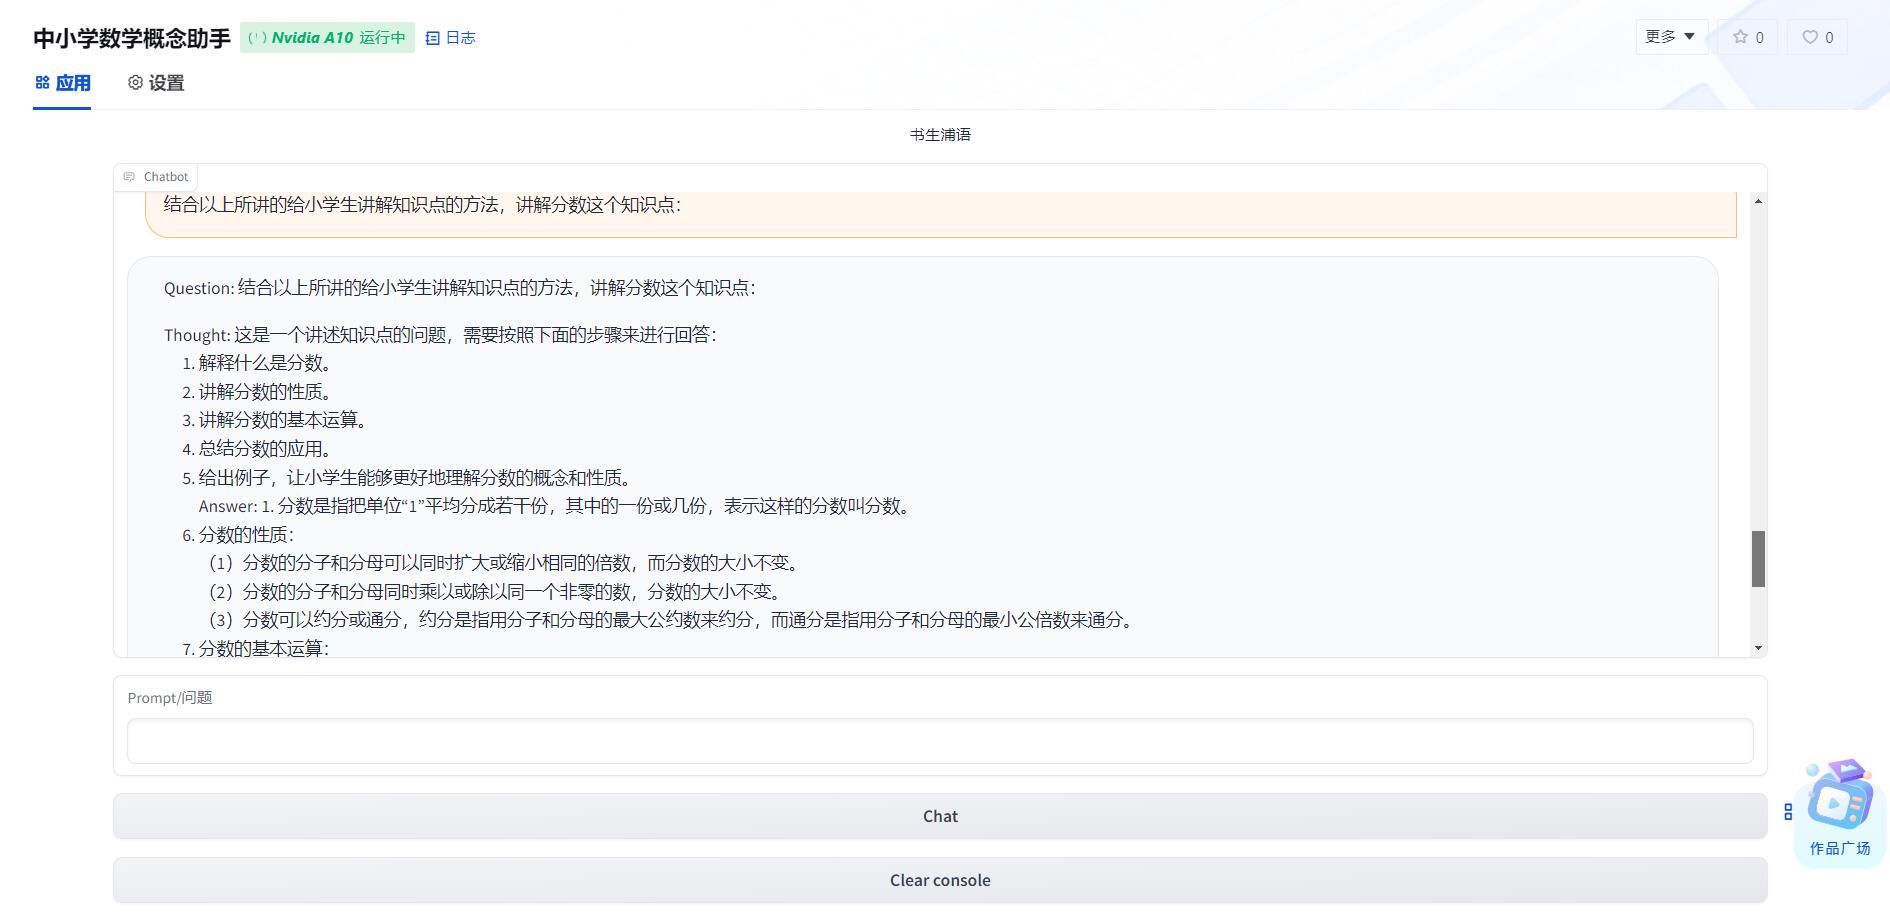 中小学数学概念助手 Nvidia A10 运行中 日志
更多 0 0
应用 设置
书生浦语
Chatbot
结合以上所讲的给小学生讲解知识点的方法，讲解分数这个知识点：
Question: 结合以上所讲的给小学生讲解知识点的方法，讲解分数这个知识点：
Thought: 这是一个讲述知识点的问题，需要按照下面的步骤来进行回答：
1. 解释什么是分数。
2. 讲解分数的性质。
3. 讲解分数的基本运算。
4. 总结分数的应用。
5. 给出例子，让小学生能够更好地理解分数的概念和性质。
Answer: 1. 分数是指把单位“1”平均分成若干份，其中的一份或几份，表示这样的分数叫分数。
6. 分数的性质：
（1）分数的分子和分母可以同时扩大或缩小相同的倍数，而分数的大小不变。
（2）分数的分子和分母同时乘以或除以同一个非零的数，分数的大小不变。
（3）分数可以约分或通分，约分是指用分子和分母的最大公约数来约分，而通分是指用分子和分母的最小公倍数来通分。
7. 分数的基本运算：
Prompt/问题
Chat
作品广场
Clear console